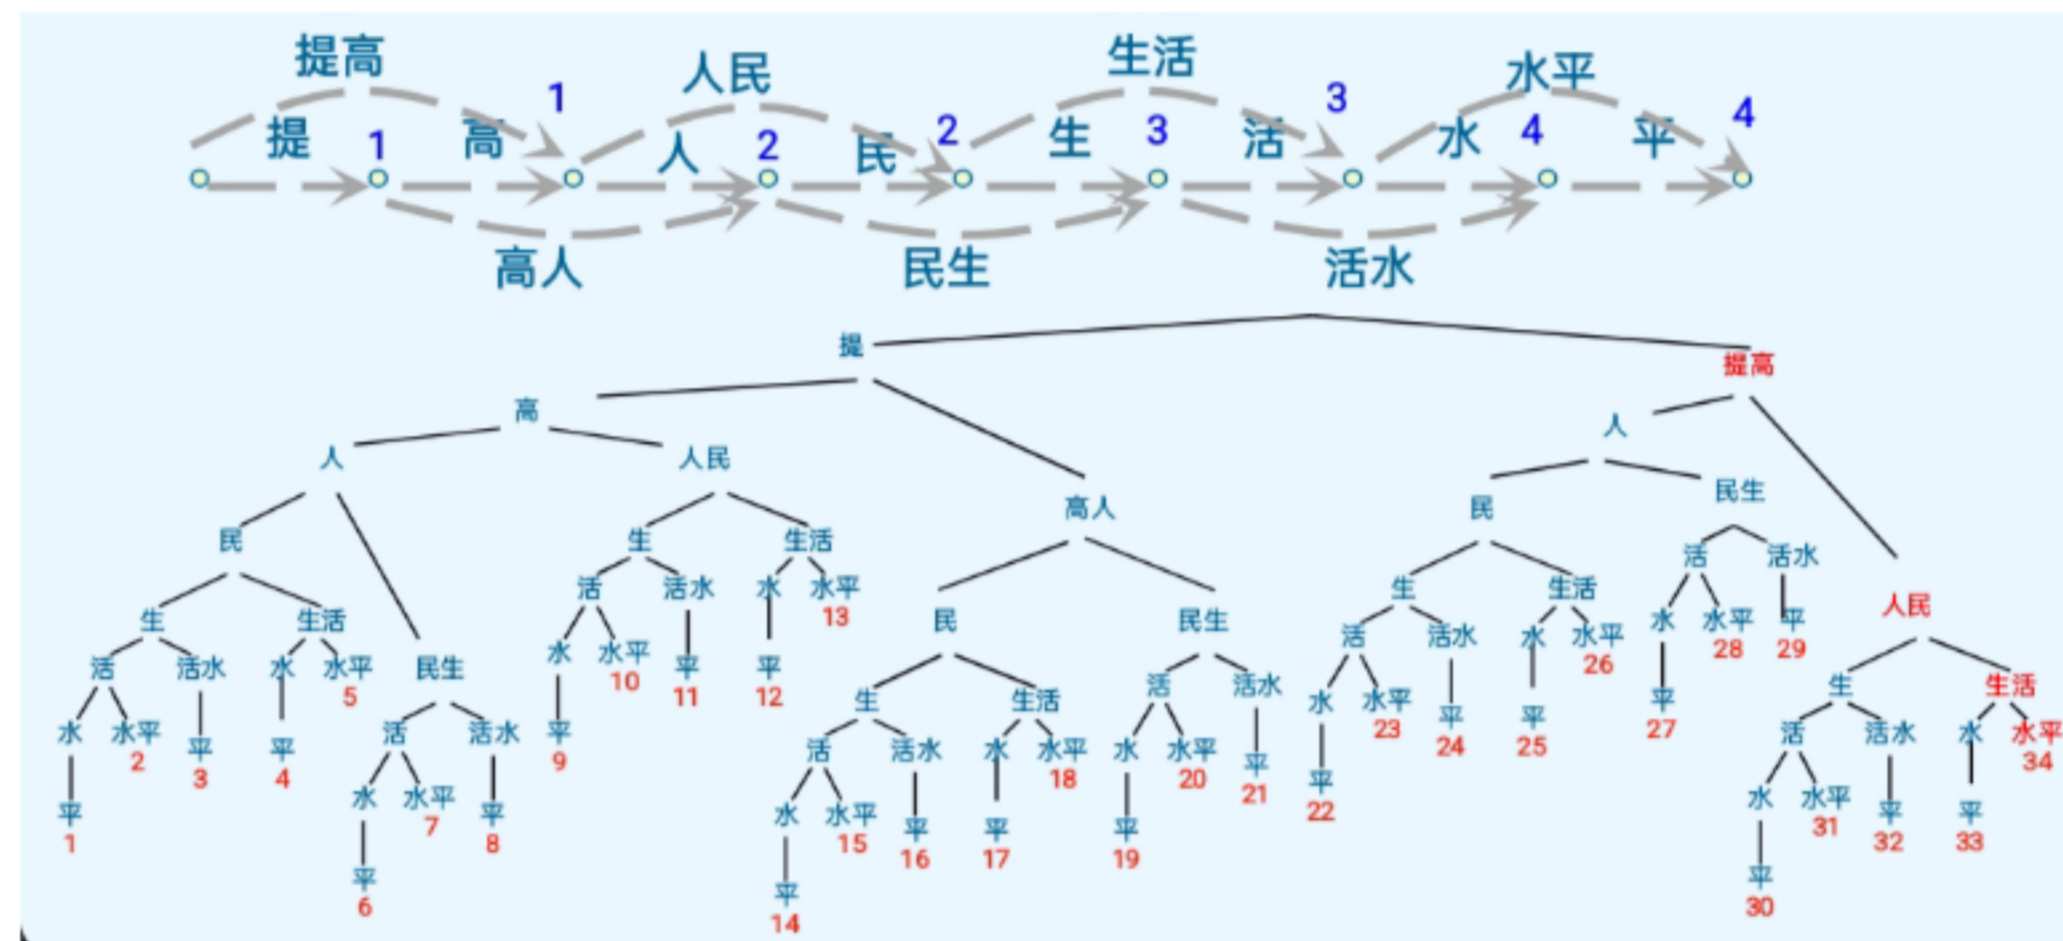 提高 人民 生活 水平
1 3
提 1 高 人 2 民 2 生 3 活 水 4 平 4
高人 民生 活水
提 提高
高 人
人 人民 民生
民 生 生活 高人 民 活 活水
活 活水 水 水平 生 生活 水 水平 平
13 28 29
生 生活 民 民生 活 活水 水 水平 人民
水 水平 平 平 26
活 活水 水 水平 民生 10 11 12 生 生活 活 活水 水 水平 平 平 平 生 生活
5 23 24 25 27
水 水平 平 平 活 活水 平 活 活水 水 水平 水 水平 平 平 活 活水 水 水平
2 3 4 9 18 20 21 22 34
平 水 水平 平 水 水平 平 平 平 水 水平 平 平
1 7 8 15 16 17 19 31 32 33
平 平 平
6 14 30